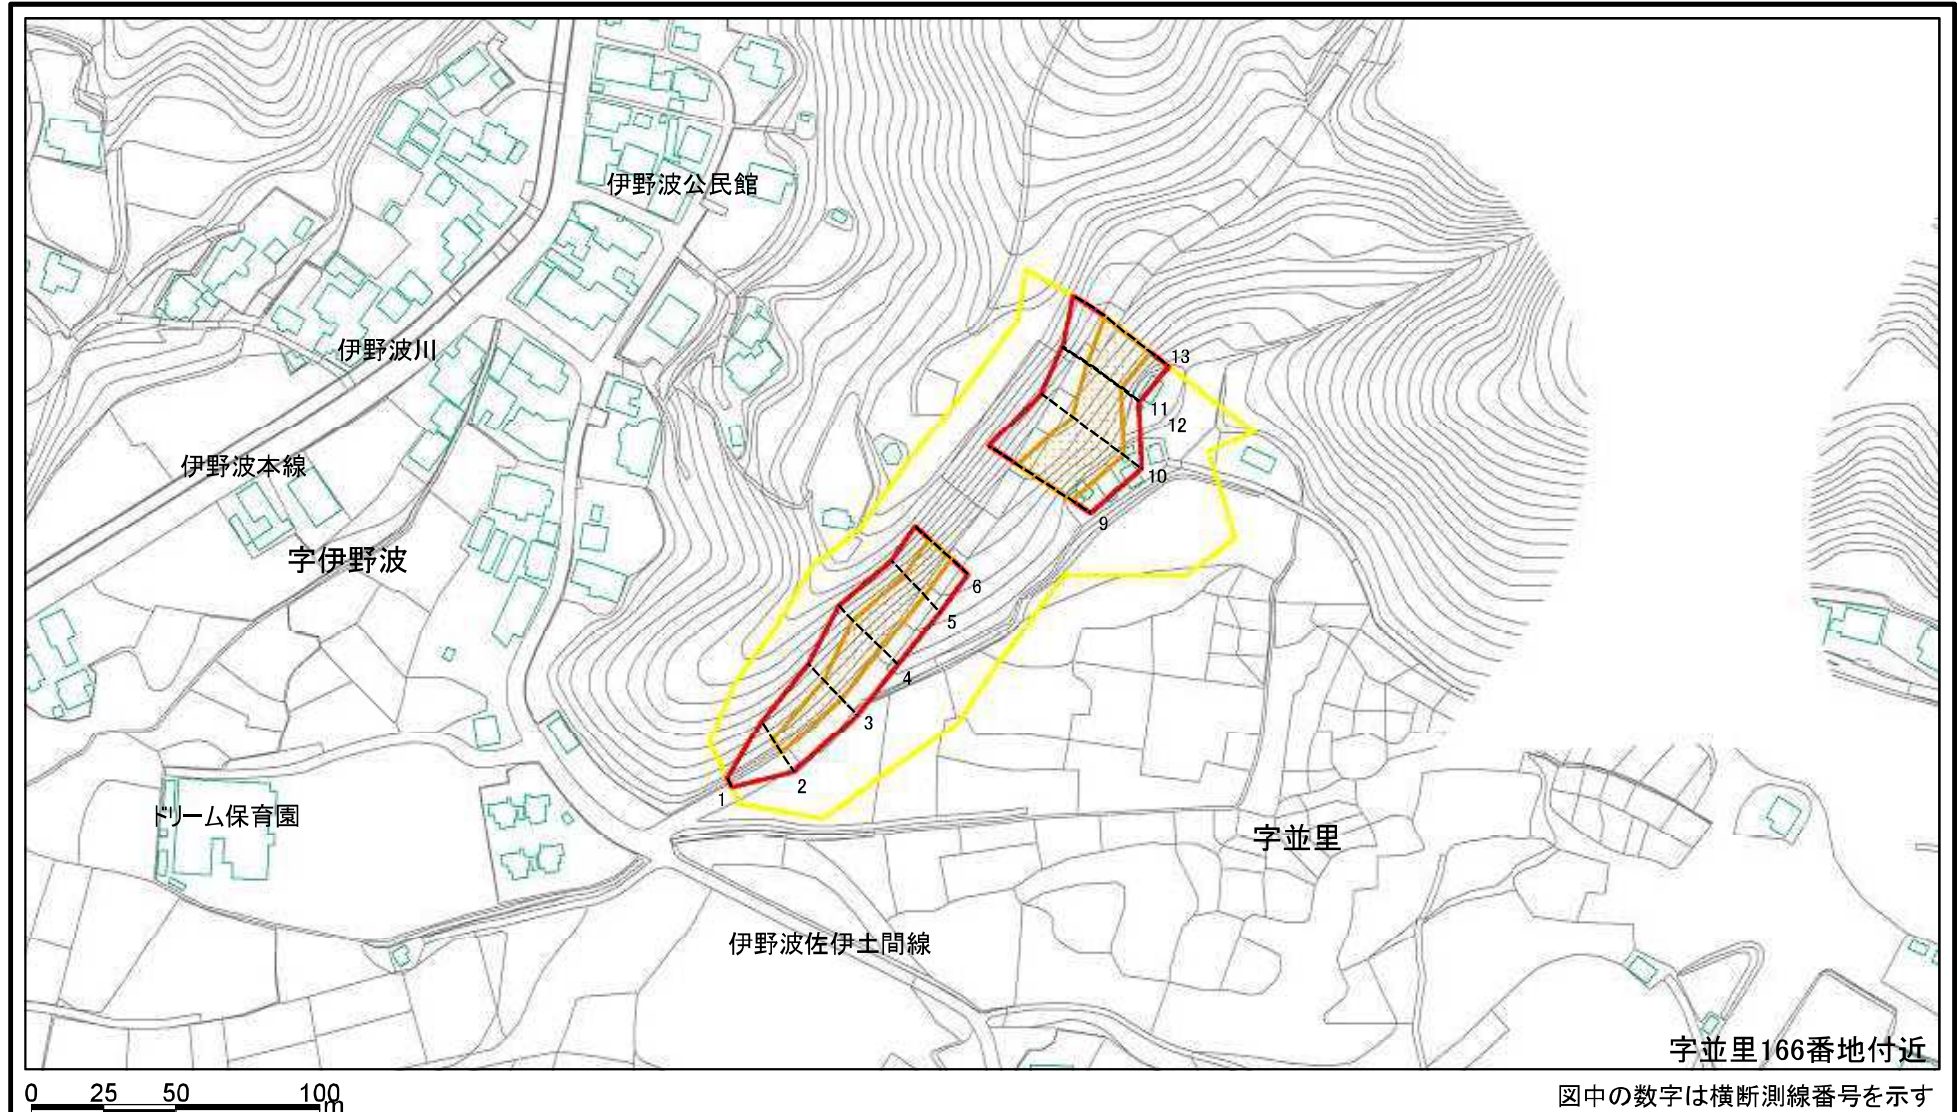 伊野波公民館
伊野波川
13
11
12
伊野波本線
10
9
字伊野波
6
5
4
3
2
1
ドリーム保育園
字並里
伊野波佐伊土間線
字並里166番地付近
0 25 50 100m
図中の数字は横断測線番号を示す